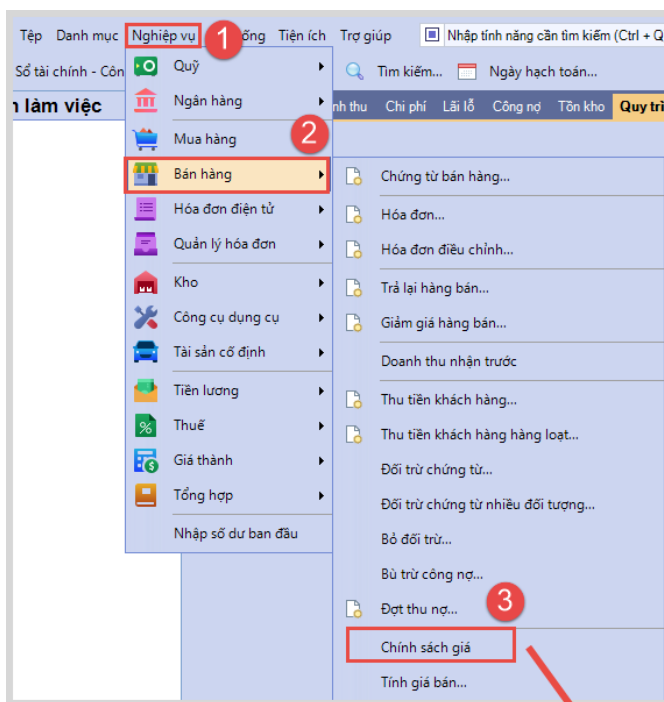 Tệp Danh mục Nghiệp vụ 1 ống Tiện ích Trợ giúp Nhập tính năng cần tìm kiếm (Ctrl + Q
Sổ tài chính - Côn Quỹ Tìm kiếm... Ngày hạch toán...
làm việc Ngân hàng nh thu Chi phí Lãi lỗ Công nợ Tồn kho Quy trì
Mua hàng 2
Bán hàng Chứng từ bán hàng...
Hóa đơn điện tử Hóa đơn...
Quản lý hóa đơn Hóa đơn điều chỉnh...
Kho Trả lại hàng bán...
Công cụ dụng cụ Giảm giá hàng bán...
Tài sản cố định Doanh thu nhận trước
Tiền lương Thu tiền khách hàng...
Thuế Thu tiền khách hàng hàng loạt...
Giá thành Đối trừ chứng từ...
Tổng hợp Đối trừ chứng từ nhiều đối tượng...
Nhập số dư ban đầu Bỏ đối trừ...
Bù trừ công nợ...
Đợt thu nợ... 3
Chính sách giá
Tính giá bán...